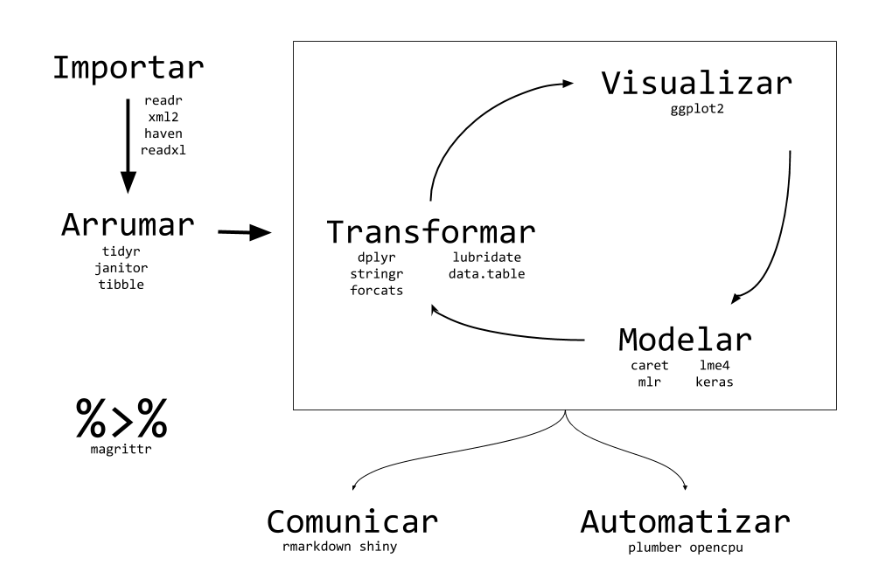 Importar
readr
xml2
haven
readxl
Arrumar
tidyr
janitor
tibble
Visualizar
ggplot2
Transformar
dplyr lubridate
stringr data.table
forcats
Modelar
caret lme4
mlr keras
%>%
magrittr
Comunicar
rmarkdown shiny
Automatizar
plumber opencpu